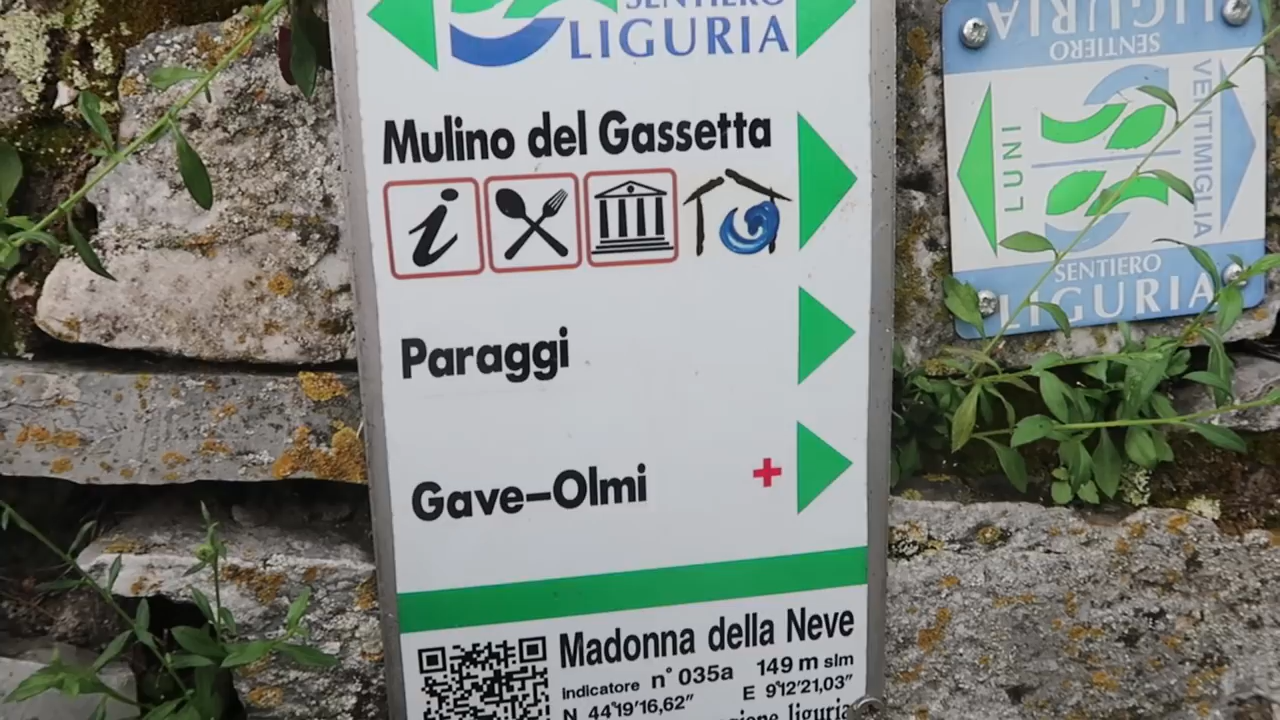 SENTIERO
LIGURIA
Mulino del Gassetta
Paraggi
Gave-Olmi +
Madonna della Neve
Indicatore n° 035a 149 m slm
N 44°19'16,62" E 9°12'21,03"
liguria
LIGURIA
SENTIERO
LUNI
VENTIMIGLIA
SENTIERO
LIGURIA